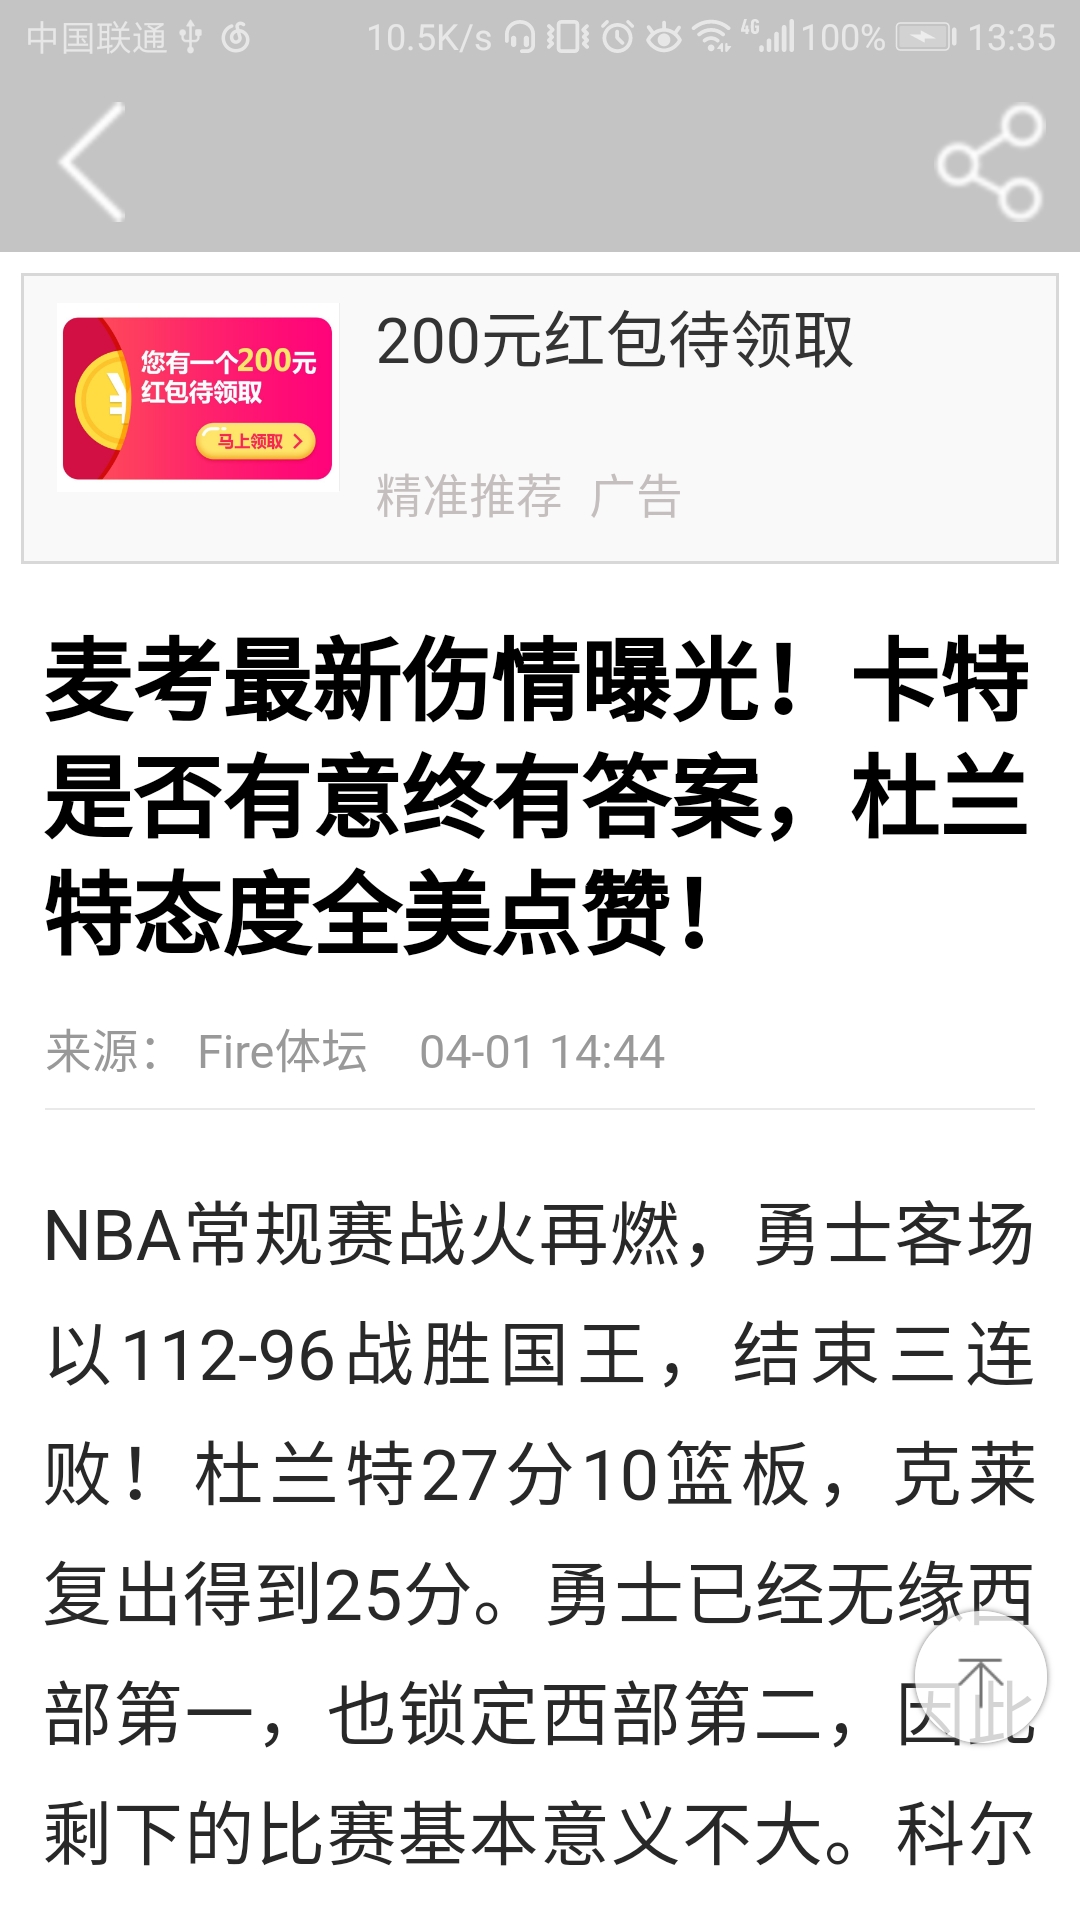 中国联通 10.5K/s 4G 100% 13:35
200元红包待领取
您有一个200元
红包待领取
马上领取
精准推荐 广告
麦考最新伤情曝光！卡特
是否有意终有答案，杜兰
特态度全美点赞！
来源： Fire体坛 04-01 14:44
NBA常规赛战火再燃，勇士客场
以112-96战胜国王，结束三连
败！杜兰特27分10篮板，克莱
复出得到25分。勇士已经无缘西
部第一，也锁定西部第二，因此
剩下的比赛基本意义不大。科尔